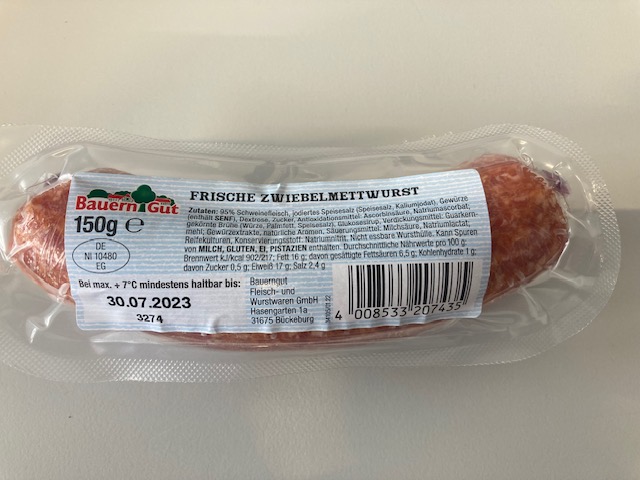 Bauern Gut
150g ℮
DE
NI 10480
EG
FRISCHE ZWIEBELMETTWURST
Zutaten: 95% Schweinefleisch, jodiertes Speisesalz (Speisesalz, Kaliumjodat), Gewürze
(enthält SENF), Dextrose, Zucker, Antioxidationsmittel: Ascorbinsäure, Natriumascorbat,
gekörnte Brühe (Würze, Palmfett, Speisesalz), Glukosesirup, Verdickungsmittel: Guarkern-
mehl; Gewürzextrakte, natürliche Aromen, Säuerungsmittel: Milchsäure, Natriumlactat,
Reifekulturen, Konservierungsstoff: Natriumnitrit. Nicht essbare Wursthülle. Kann Spuren
von MILCH, GLUTEN, EI, PISTAZIEN enthalten. Durchschnittliche Nährwerte pro 100 g:
Brennwert kJ/kcal 902/217; Fett 16 g; davon gesättigte Fettsäuren 6,5 g; Kohlenhydrate 1 g;
davon Zucker 0,5 g; Eiweiß 17 g; Salz 2,4 g
Bei max. + 7°C mindestens haltbar bis:
30.07.2023
3274
Bauerngut
Fleisch- und
Wurstwaren GmbH
Hasengarten 1a
31675 Bückeburg
4 008533 207435